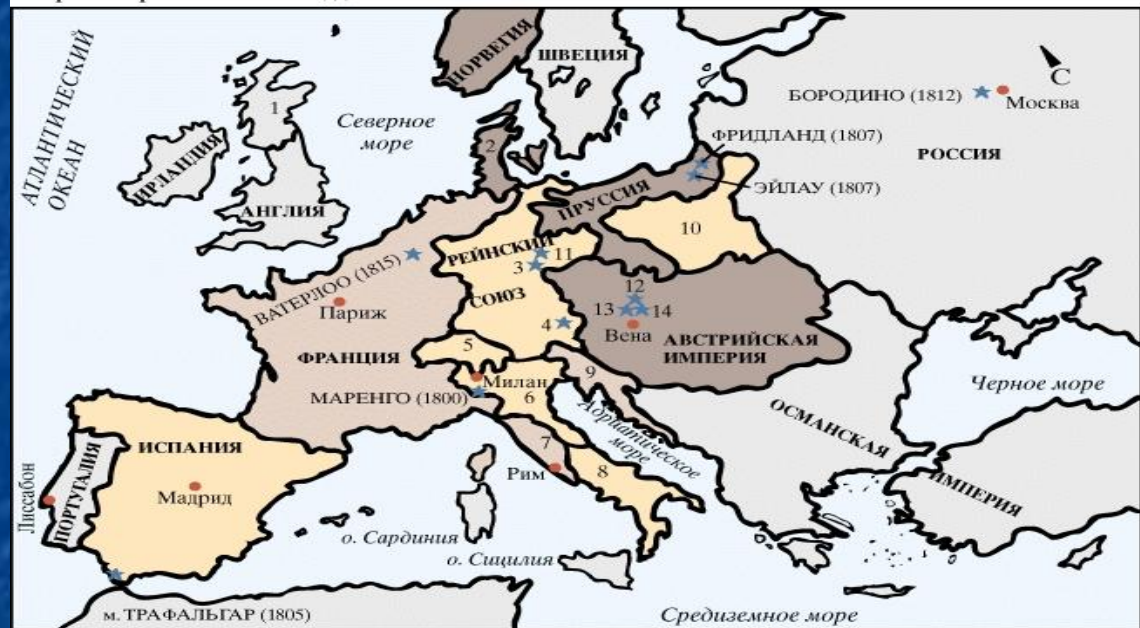 АТЛАНТИЧЕСКИЙ
ОКЕАН
НОРВЕГИЯ
ШВЕЦИЯ
С
БОРОДИНО (1812)
Москва
1
Северное
море
2
ФРИДЛАНД (1807)
РОССИЯ
ИРЛАНДИЯ
ЭЙЛАУ (1807)
АНГЛИЯ
ПРУССИЯ
10
РЕЙНСКИЙ
11
3
ВАТЕРЛОО (1815)
СОЮЗ
12
13
14
Париж
4
Вена
АВСТРИЙСКАЯ
ИМПЕРИЯ
5
ФРАНЦИЯ
9
Милан
МАРЕНГО (1800)
6
Черное море
Адриатическое
море
ОСМАНСКАЯ
ИМПЕРИЯ
ИСПАНИЯ
7
8
Рим
ПОРТУГАЛИЯ
Мадрид
Лиссабон
о. Сардиния
о. Сицилия
м. ТРАФАЛЬГАР (1805)
Средиземное море